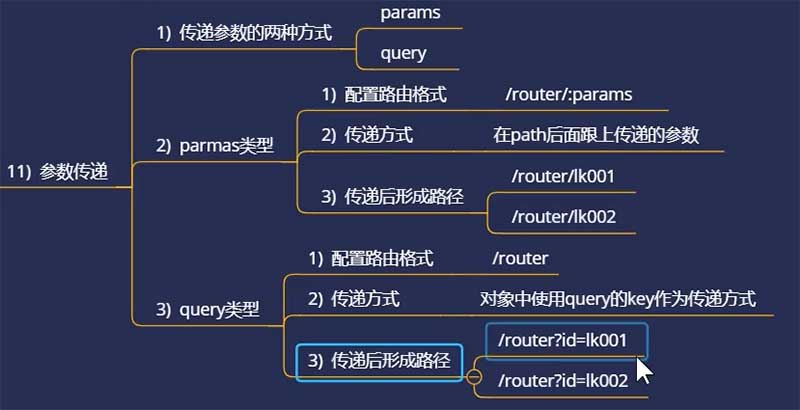 11) 参数传递
1) 传递参数的两种方式
params
query
2) parmas类型
1) 配置路由格式
/router/:params
2) 传递方式
在path后面跟上传递的参数
3) 传递后形成路径
/router/lk001
/router/lk002
3) query类型
1) 配置路由格式
/router
2) 传递方式
对象中使用query的key作为传递方式
3) 传递后形成路径
/router?id=lk001
/router?id=lk002